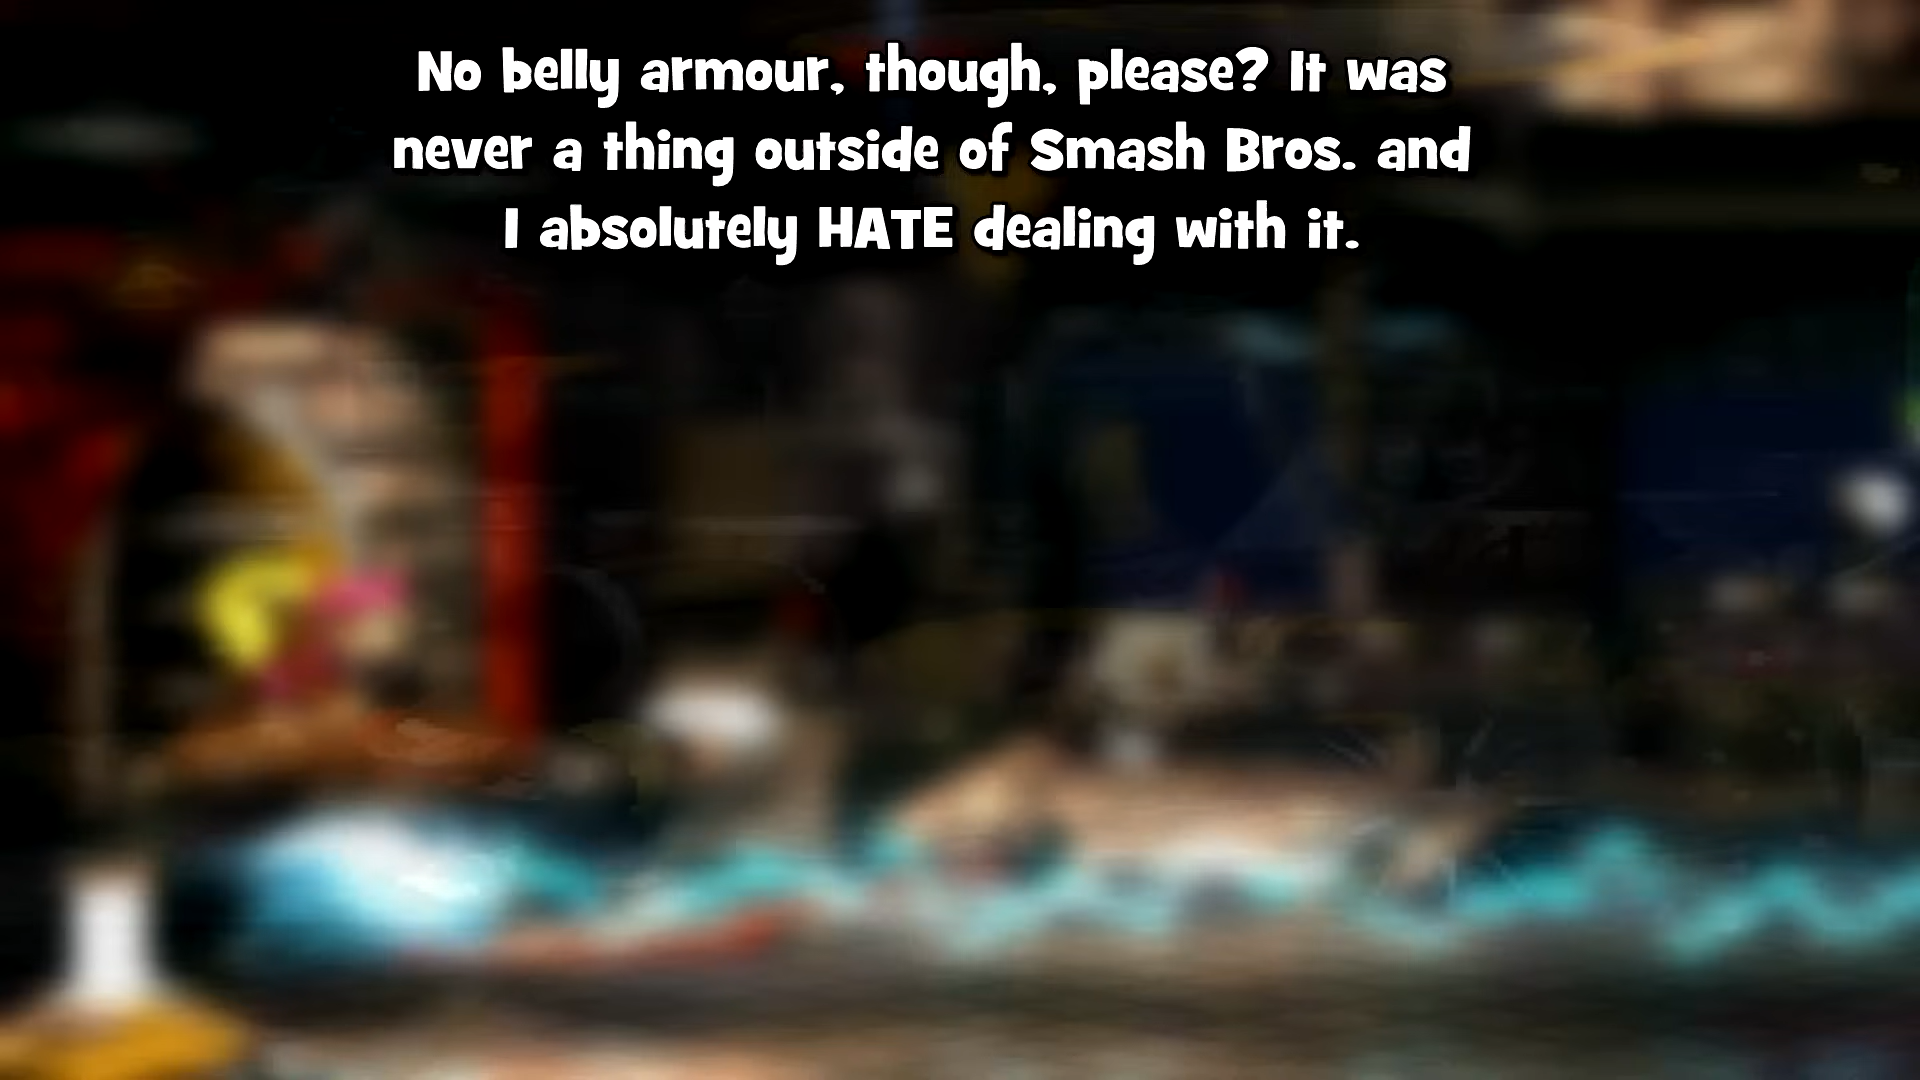 No belly armour, though, please? It was
never a thing outside of Smash Bros. and
I absolutely HATE dealing with it.